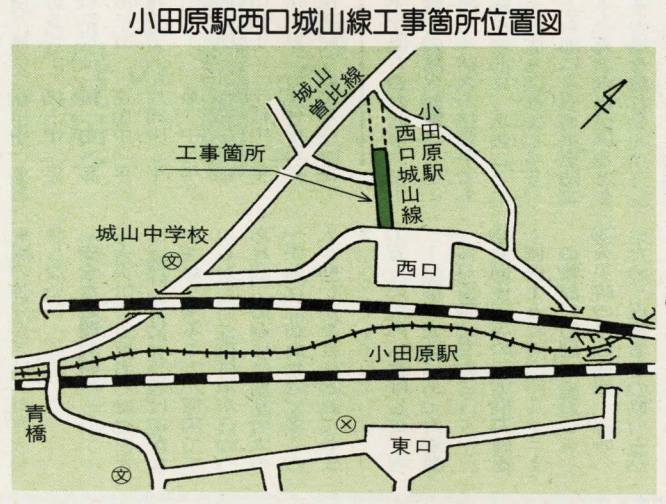 小田原駅西口城山線工事箇所位置図
城山
曽比線
小田原駅
西口城山線
工事箇所
城山中学校
文
西口
小田原駅
青橋
東口
文